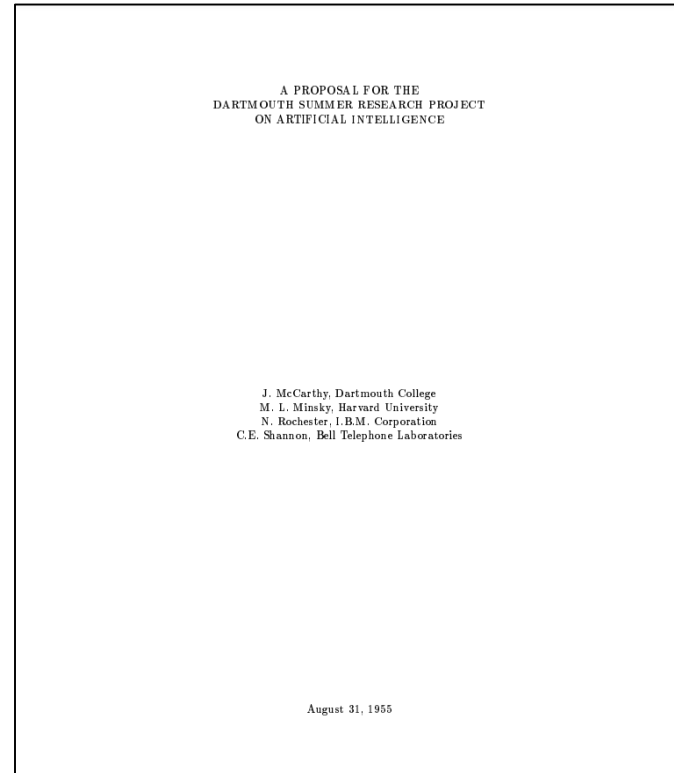 A PROPOSAL FOR THE
DARTMOUTH SUMMER RESEARCH PROJECT
ON ARTIFICIAL INTELLIGENCE
J. McCarthy, Dartmouth College
M. L. Minsky, Harvard University
N. Rochester, I.B.M. Corporation
C.E. Shannon, Bell Telephone Laboratories
August 31, 1955